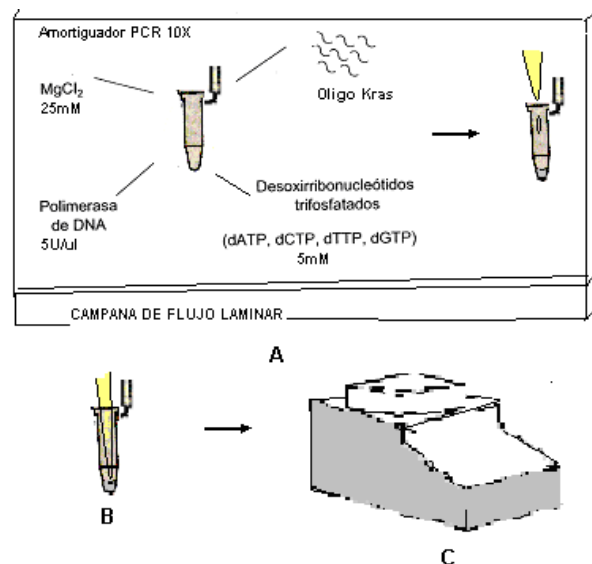 Amortiguador PCR 10X
MgCl₂
25mM
Oligo Kras
Polimerasa
de DNA
5U/ul
Desoxirribonucleótidos
trifosfatados
(dATP, dCTP, dTTP, dGTP)
5mM
CAMPANA DE FLUJO LAMINAR
A
B
C